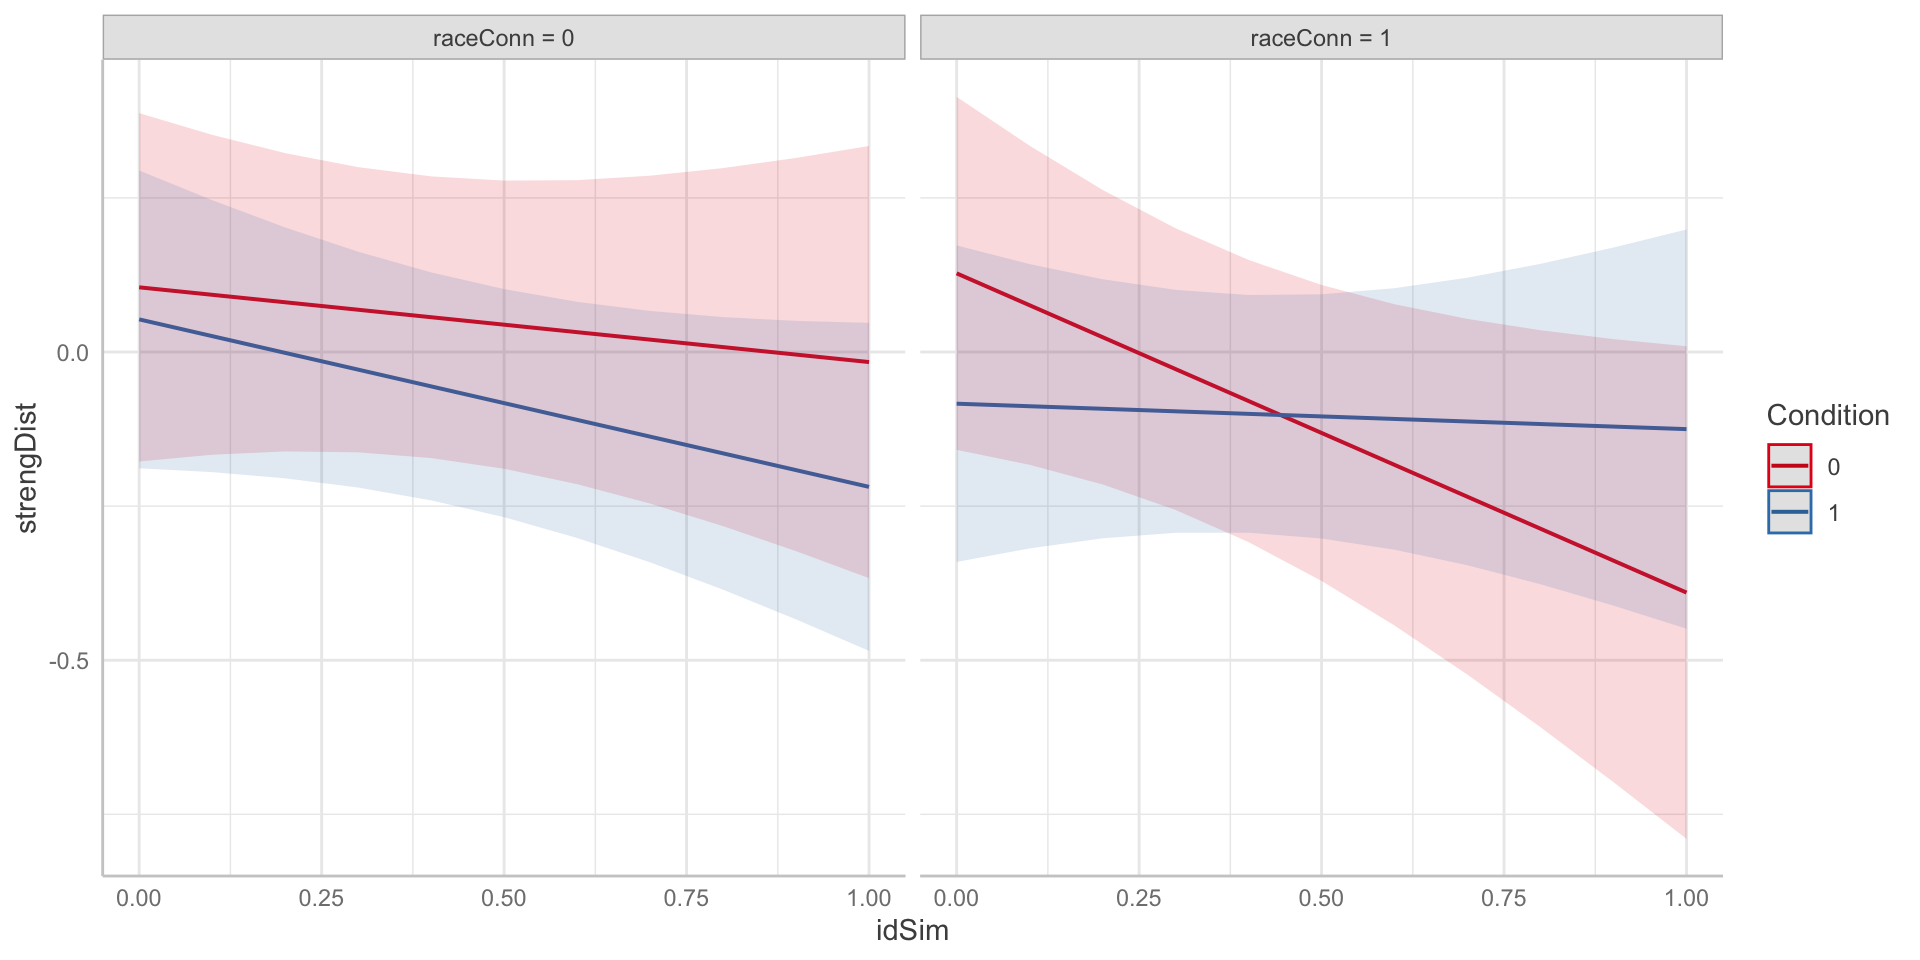 raceConn = 0
raceConn = 1
strengDist
0.0
-0.5
0.00 0.25 0.50 0.75 1.00
0.00 0.25 0.50 0.75 1.00
idSim
Condition
0
1